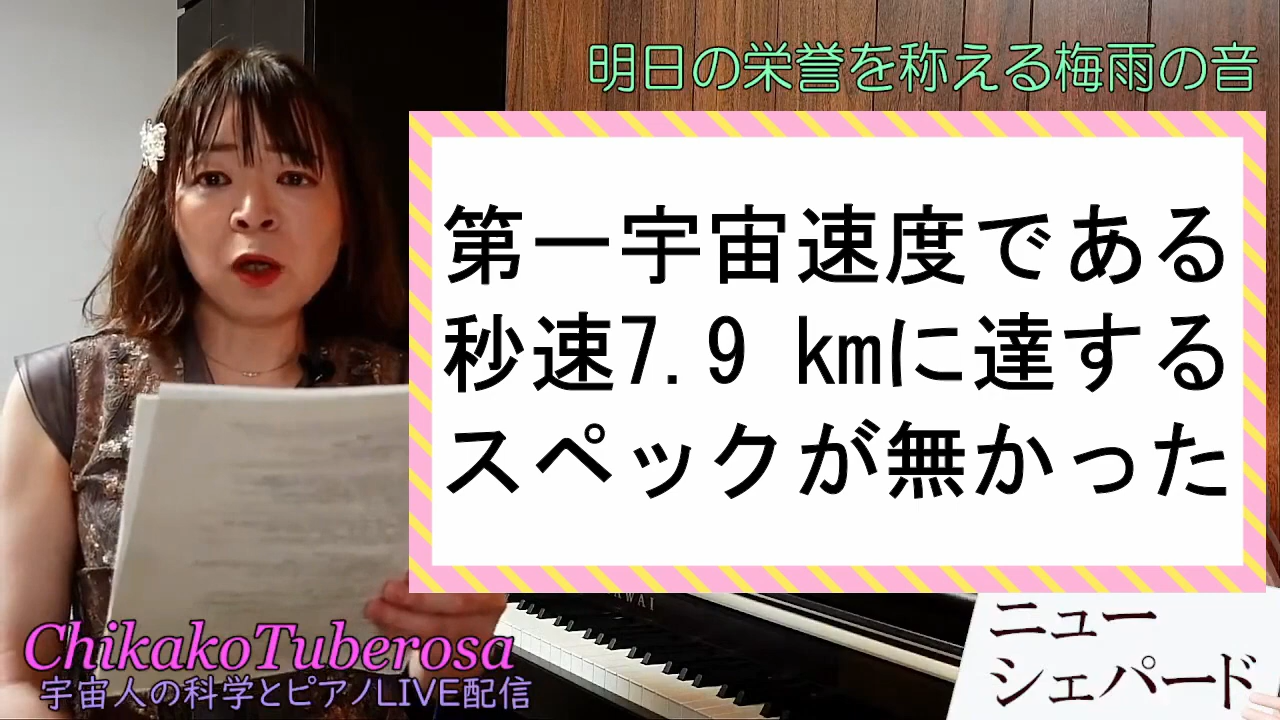 明日の栄誉を称える梅雨の音
第一宇宙速度である
秒速7.9 kmに達する
スペックが無かった
AWAI
ニュー
シェパード
ChikakoTuberosa
宇宙人の科学とピアノLIVE配信